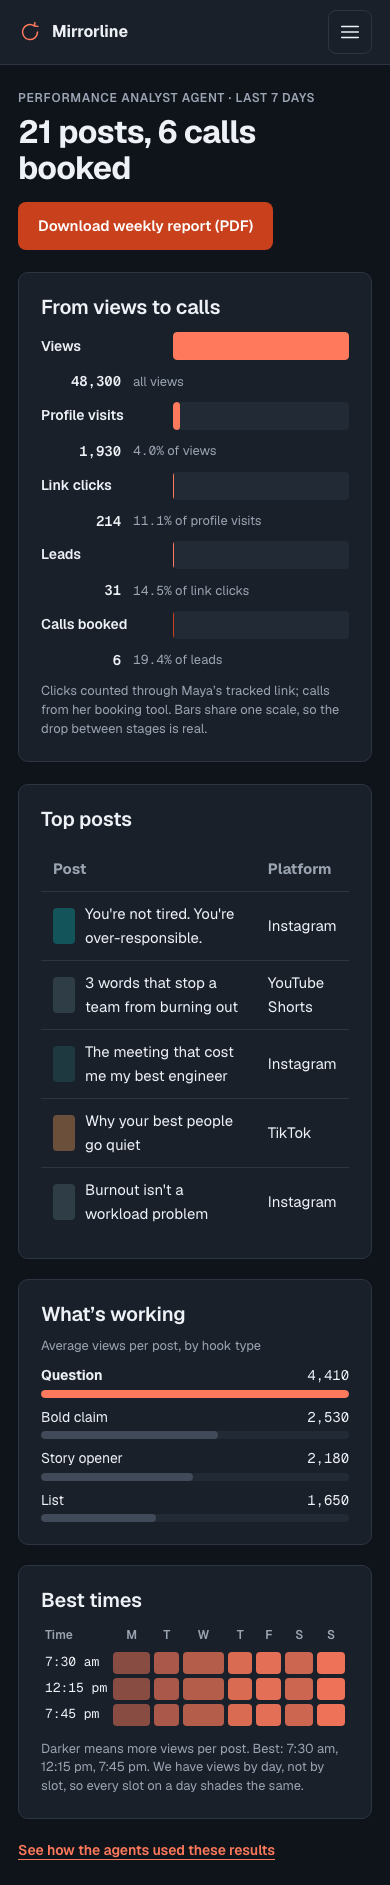 Mirrorline
PERFORMANCE ANALYST AGENT · LAST 7 DAYS
21 posts, 6 calls
booked
Download weekly report (PDF)
From views to calls
Views
48,300 all views
Profile visits
1,930 4.0% of views
Link clicks
214 11.1% of profile visits
Leads
31 14.5% of link clicks
Calls booked
6 19.4% of leads
Clicks counted through Maya's tracked link; calls
from her booking tool. Bars share one scale, so the
drop between stages is real.
Top posts
Post Platform
You're not tired. You're
over-responsible.
Instagram
3 words that stop a
team from burning out
YouTube
Shorts
The meeting that cost
me my best engineer
Instagram
Why your best people
go quiet
TikTok
Burnout isn't a
workload problem
Instagram
What’s working
Average views per post, by hook type
Question 4,410
Bold claim 2,530
Story opener 2,180
List 1,650
Best times
Time M T W T F S S
7:30 am
12:15 pm
7:45 pm
Darker means more views per post. Best: 7:30 am,
12:15 pm, 7:45 pm. We have views by day, not by
slot, so every slot on a day shades the same.
See how the agents used these results